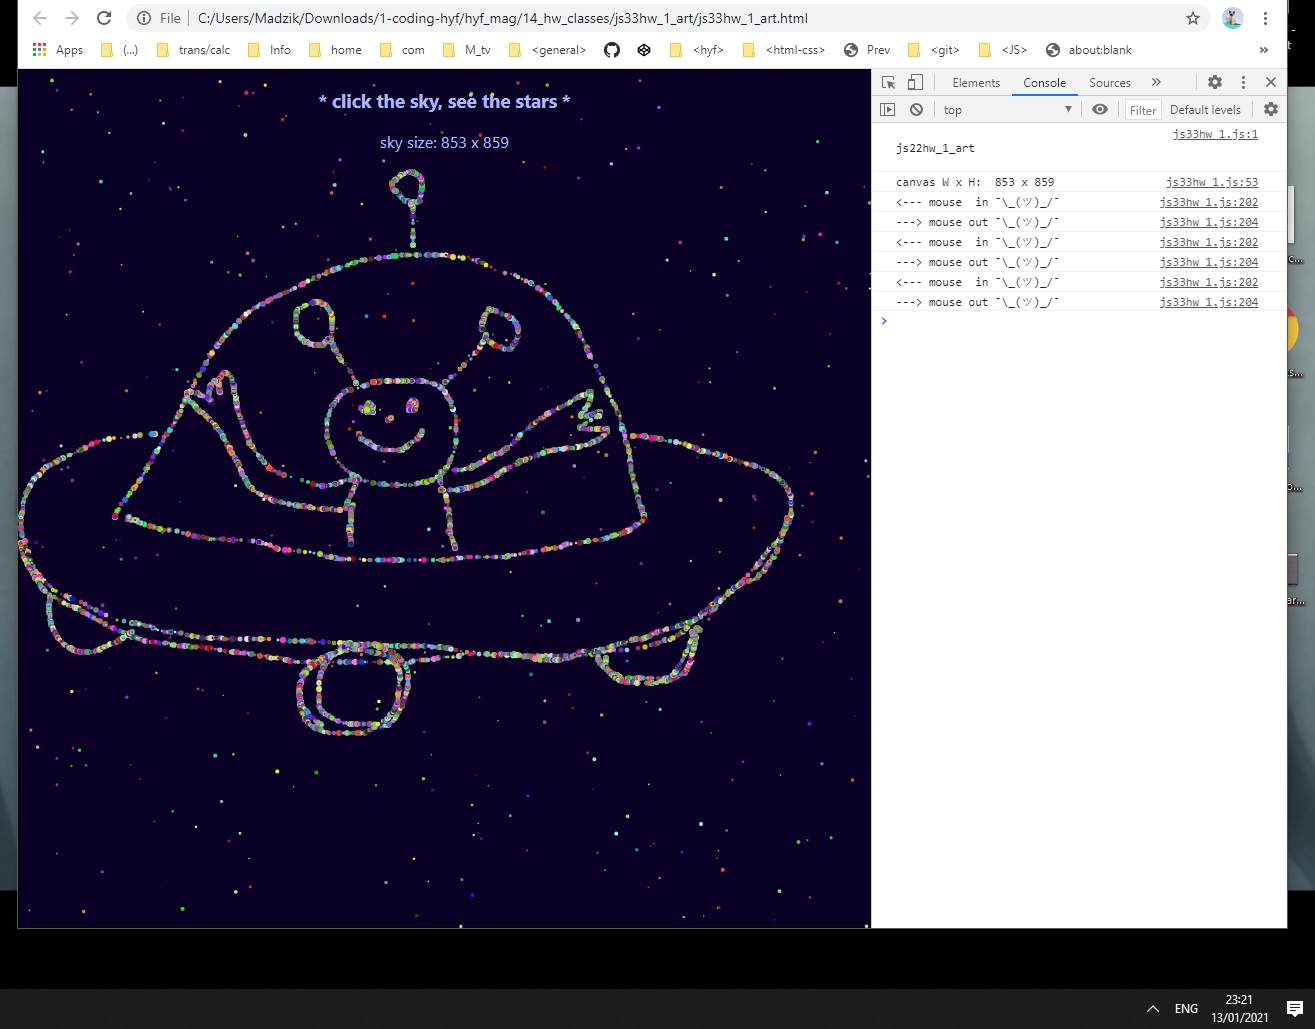 File C:/Users/Madzik/Downloads/1-coding-hyf/hyf_mag/14_hw_classes/js33hw_1_art/js33hw_1_art.html
Apps (...) trans/calc Info home com M_tv <general> <hyf> <html-css> Prev <git> <JS> about:blank »
Elements Console Sources »
top ▼ Filter Default levels
* click the sky, see the stars *
sky size: 853 x 859
js33hw_1.js:1
js22hw_1_art
canvas W x H: 853 x 859 js33hw_1.js:53
<--- mouse in ¯\_(ツ)_/¯ js33hw_1.js:202
---> mouse out ¯\_(ツ)_/¯ js33hw_1.js:204
<--- mouse in ¯\_(ツ)_/¯ js33hw_1.js:202
---> mouse out ¯\_(ツ)_/¯ js33hw_1.js:204
<--- mouse in ¯\_(ツ)_/¯ js33hw_1.js:202
---> mouse out ¯\_(ツ)_/¯ js33hw_1.js:204
>
ENG
23:21
13/01/2021